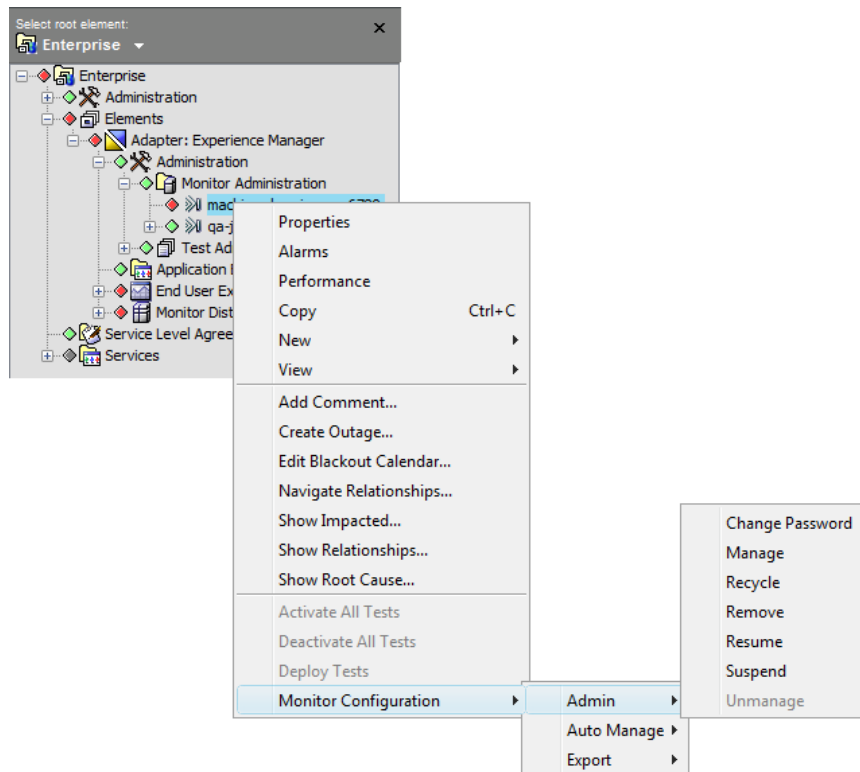 Select root element:
Enterprise
Enterprise
Administration
Elements
Adapter: Experience Manager
Administration
Monitor Administration
qa-j
Test Ad
Application
End User Ex
Monitor Dist
Service Level Agree
Services
Properties
Alarms
Performance
Copy Ctrl+C
New
View
Add Comment...
Create Outage...
Edit Blackout Calendar...
Navigate Relationships...
Show Impacted...
Show Relationships...
Show Root Cause...
Activate All Tests
Deactivate All Tests
Deploy Tests
Monitor Configuration
Admin
Auto Manage
Export
Change Password
Manage
Recycle
Remove
Resume
Suspend
Unmanage